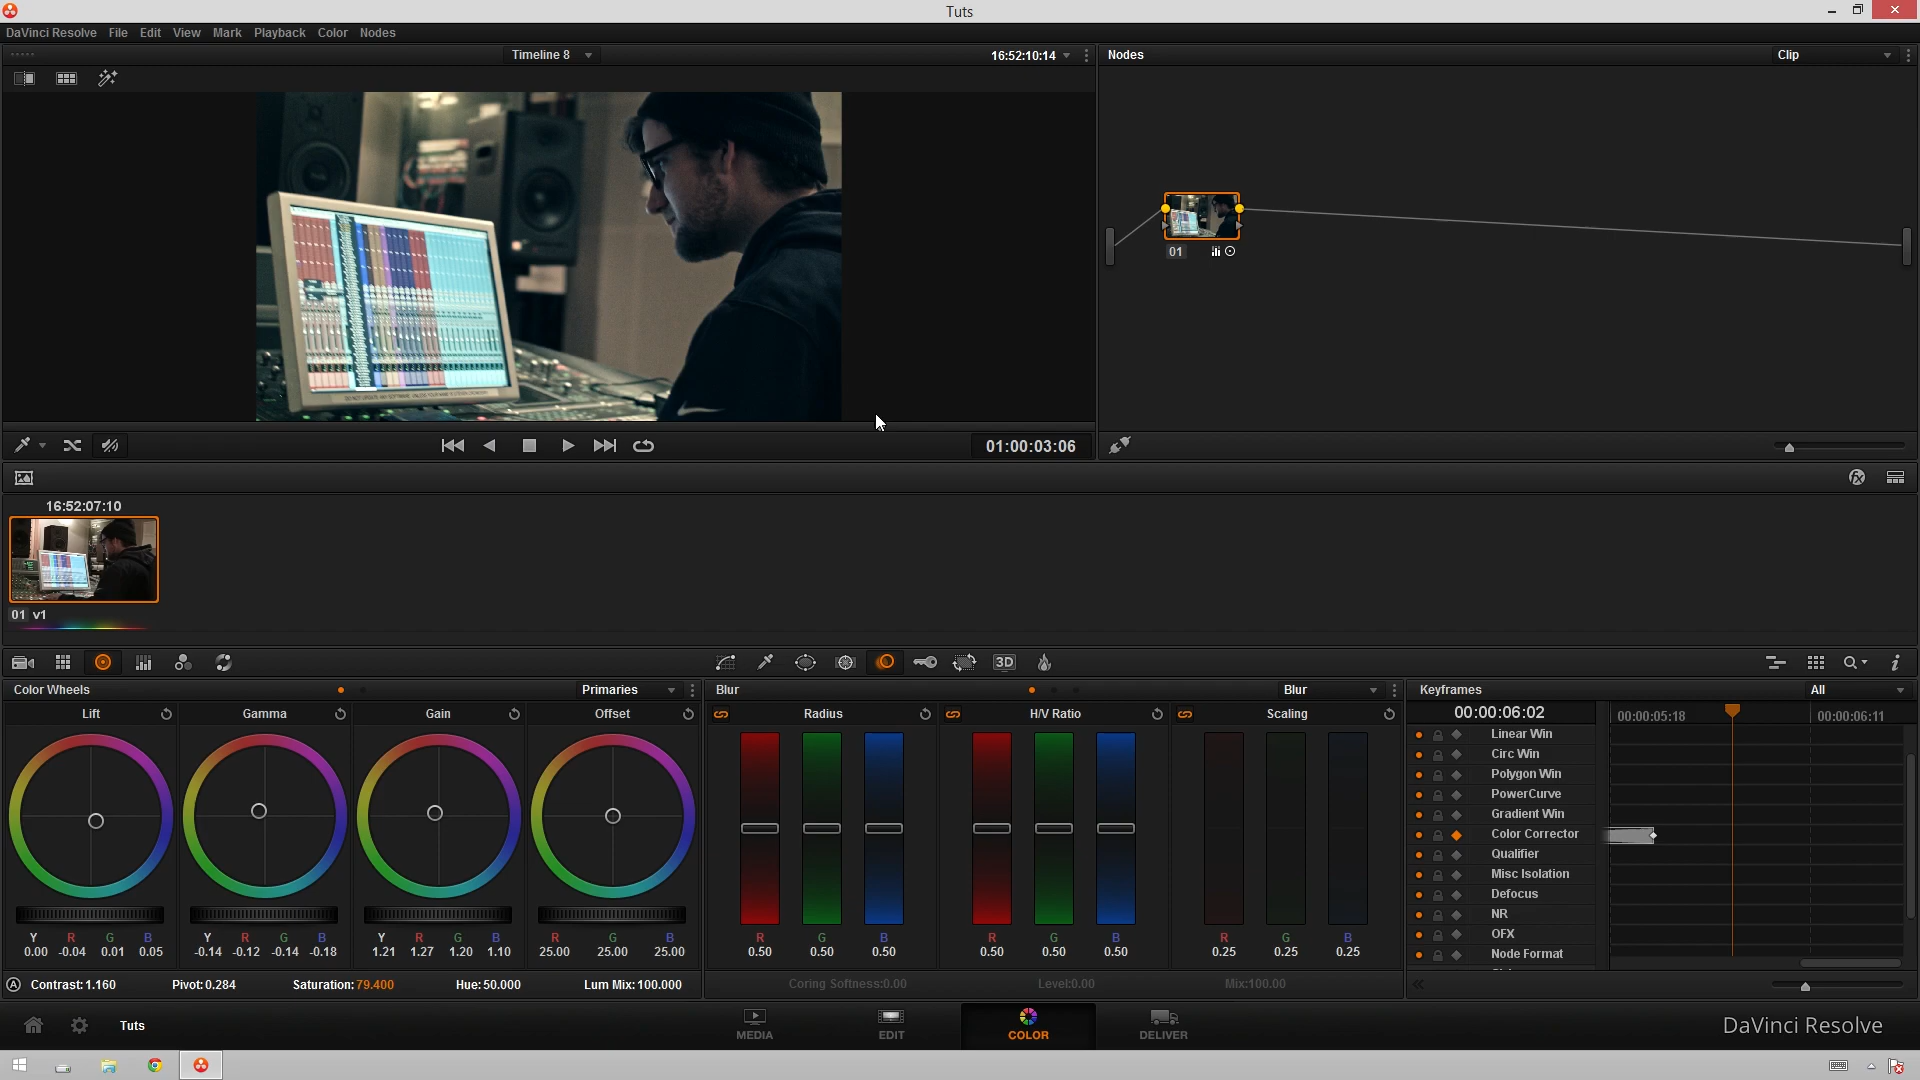 Tuts
DaVinci Resolve File Edit View Mark Playback Color Nodes
Timeline 8 16:52:10:14 Nodes Clip
01
01:00:03:06
16:52:07:10
01 v1
3D
Color Wheels Primaries Blur Blur Keyframes All
Lift Gamma Gain Offset Radius H/V Ratio Scaling 00:00:06:02 00:00:05:18 00:00:06:11
Linear Win
Circ Win
Polygon Win
PowerCurve
Gradient Win
Color Corrector
Qualifier
Misc Isolation
Defocus
NR
OFX
Node Format
Y R G B Y R G B Y R G B R G B R G B R G B R G B
0.00 -0.04 0.01 0.05 -0.14 -0.12 -0.14 -0.18 1.21 1.27 1.20 1.10 25.00 25.00 25.00 0.50 0.50 0.50 0.50 0.50 0.50 0.25 0.25 0.25
A Contrast:1.160 Pivot:0.284 Saturation:79.400 Hue:50.000 Lum Mix:100.000 Coring Softness:0.00 Level:0.00 Mix:100.00
Tuts MEDIA EDIT COLOR DELIVER DaVinci Resolve